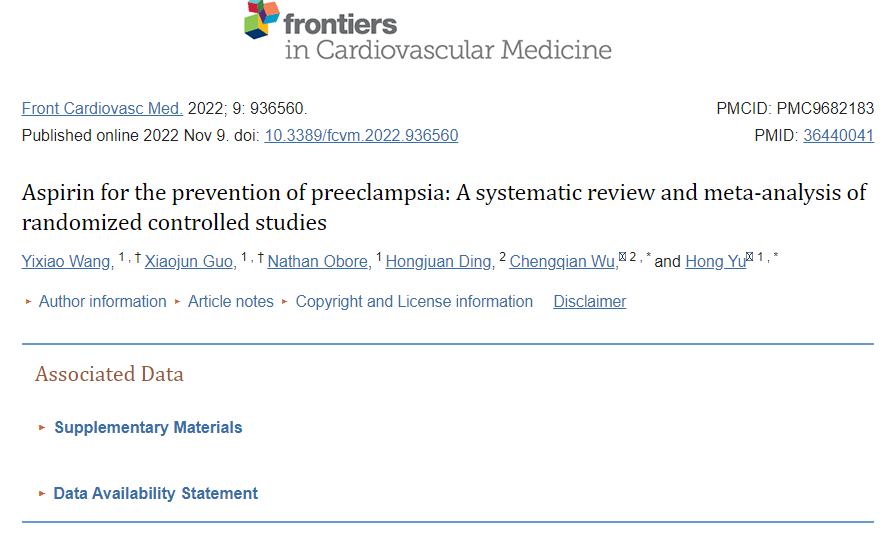 frontiers
in Cardiovascular Medicine
Front Cardiovasc Med. 2022; 9: 936560. PMCID: PMC9682183
Published online 2022 Nov 9. doi: 10.3389/fcvm.2022.936560 PMID: 36440041
Aspirin for the prevention of preeclampsia: A systematic review and meta-analysis of
randomized controlled studies
Yixiao Wang, 1 , † Xiaojun Guo, 1 , † Nathan Obore, 1 Hongjuan Ding, 2 Chengqian Wu, 2 , * and Hong Yu 1 , *
Author information Article notes Copyright and License information Disclaimer
Associated Data
Supplementary Materials
Data Availability Statement